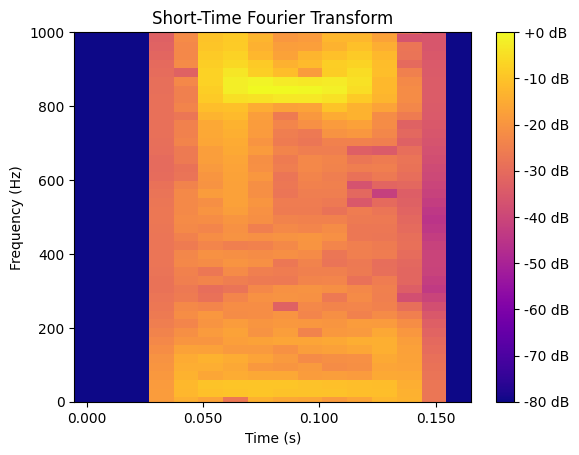 Short-Time Fourier Transform
Frequency (Hz)
1000
800
600
400
200
0
0.000
0.050
0.100
0.150
Time (s)
+0 dB
-10 dB
-20 dB
-30 dB
-40 dB
-50 dB
-60 dB
-70 dB
-80 dB